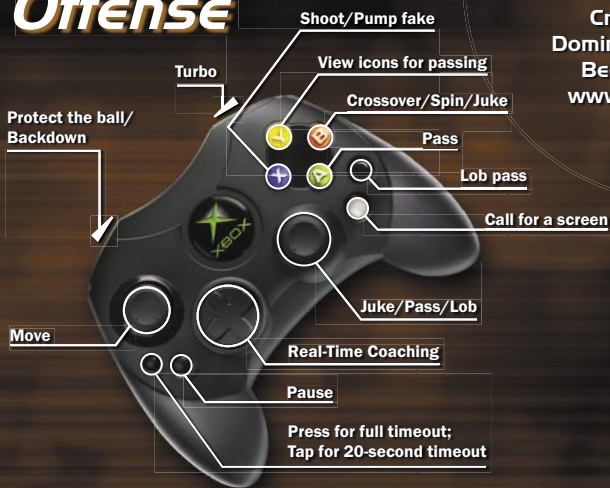 Offense
Shoot/Pump fake
View icons for passing
Turbo
Crossover/Spin/Juke
Protect the ball/
Backdown
Pass
Lob pass
Call for a screen
Y
B
X
A
XBOX
Juke/Pass/Lob
Move
Real-Time Coaching
Pause
Press for full timeout;
Tap for 20-second timeout
www